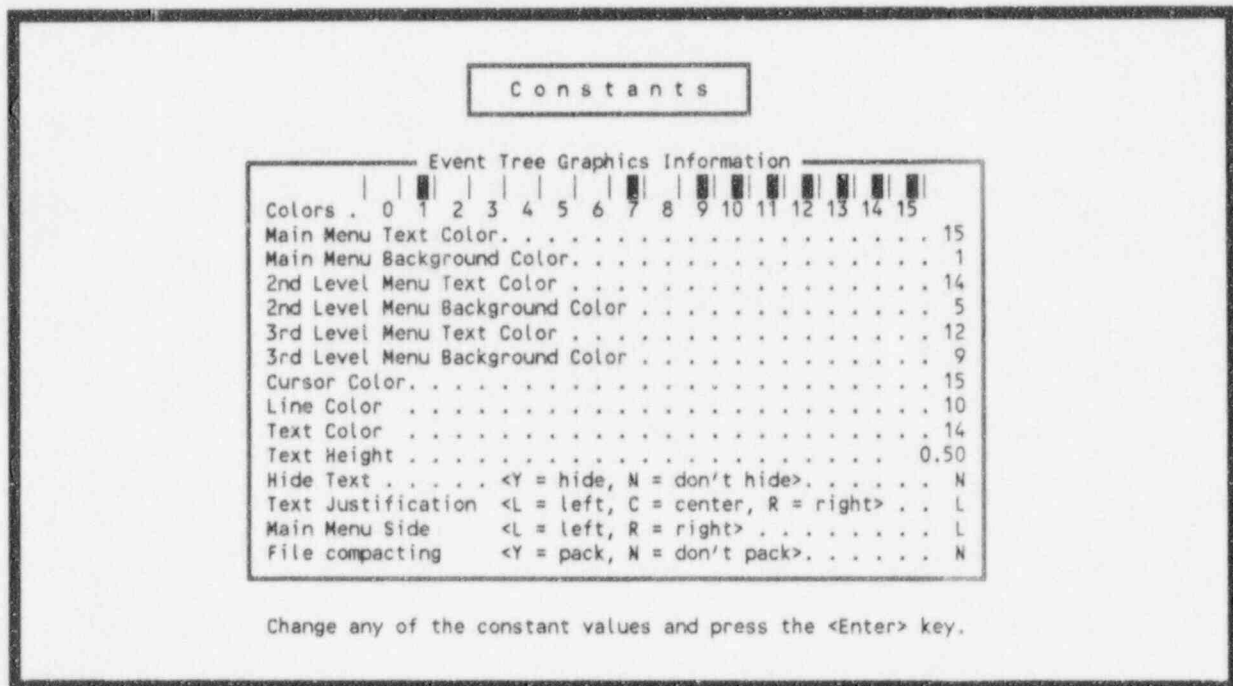 C o n s t a n t s
Event Tree Graphics Information
Colors . 0 1 2 3 4 5 6 7 8 9 10 11 12 13 14 15
Main Menu Text Color. . . . . . . . . . . . . . . . . . . 15
Main Menu Background Color. . . . . . . . . . . . . . . . 1
2nd Level Menu Text Color . . . . . . . . . . . . . . . . 14
2nd Level Menu Background Color . . . . . . . . . . . . . 5
3rd Level Menu Text Color . . . . . . . . . . . . . . . . 12
3rd Level Menu Background Color . . . . . . . . . . . . . 9
Cursor Color. . . . . . . . . . . . . . . . . . . . . . . 15
Line Color . . . . . . . . . . . . . . . . . . . . . . . 10
Text Color . . . . . . . . . . . . . . . . . . . . . . . 14
Text Height . . . . . . . . . . . . . . . . . . . . . 0.50
Hide Text . . . . . <Y = hide, N = don't hide>. . . . . . N
Text Justification <L = left, C = center, R = right> . . L
Main Menu Side <L = left, R = right> . . . . . . . . L
File compacting <Y = pack, N = don't pack>. . . . . . N
Change any of the constant values and press the <Enter> key.